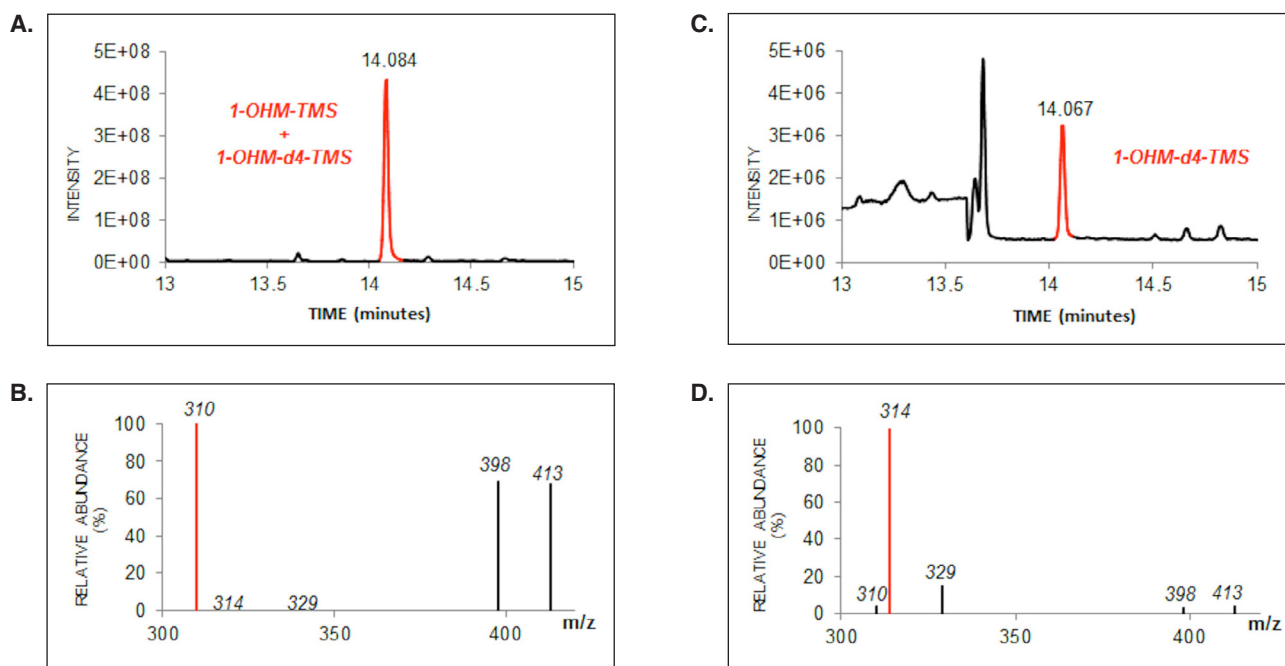 A.
5E+08
4E+08
3E+08
2E+08
1E+08
0E+00
INTENSITY
14.084
1-OHM-TMS
+
1-OHM-d4-TMS
13 13.5 14 14.5 15
TIME (minutes)
C.
5E+06
4E+06
3E+06
2E+06
1E+06
0E+00
INTENSITY
14.067
1-OHM-d4-TMS
13 13.5 14 14.5 15
TIME (minutes)
B.
RELATIVE ABUNDANCE
(%)
100
80
60
40
20
0
310
314
329
398
413
300 350 400 m/z
D.
RELATIVE ABUNDANCE
(%)
100
80
60
40
20
0
310
314
329
398
413
300 350 400 m/z